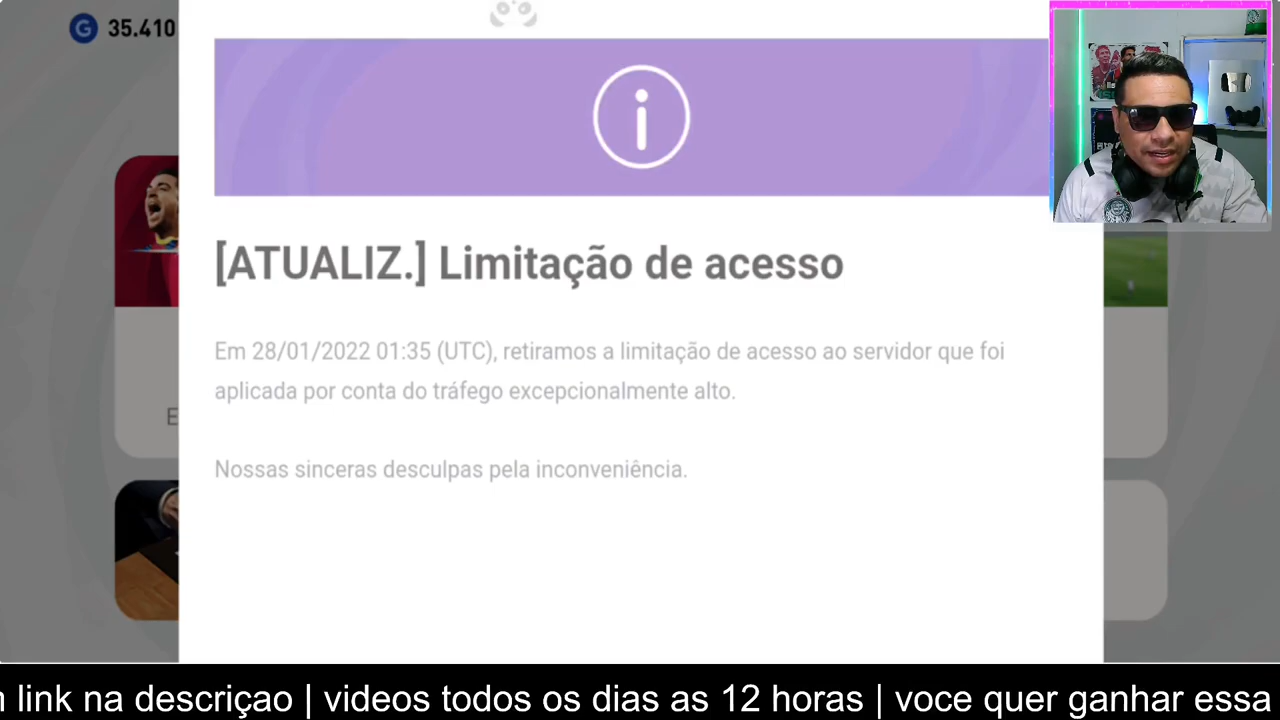 35.410
[ATUALIZ.] Limitação de acesso
Em 28/01/2022 01:35 (UTC), retiramos a limitação de acesso ao servidor que foi
aplicada por conta do tráfego excepcionalmente alto.
E
Nossas sinceras desculpas pela inconveniência.
link na descriçao | videos todos os dias as 12 horas | voce quer ganhar essa